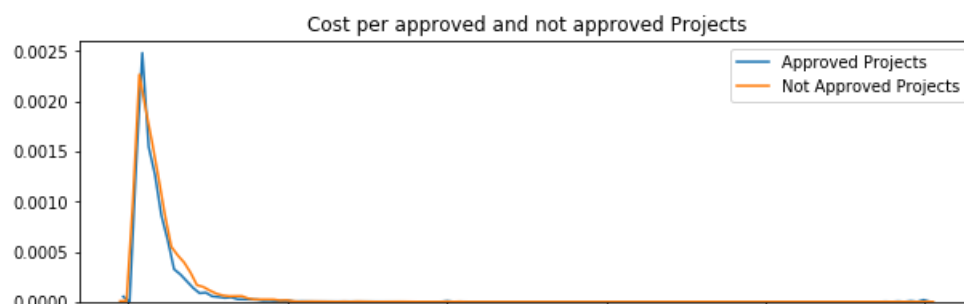 Cost per approved and not approved Projects
0.0025
Approved Projects
Not Approved Projects
0.0020
0.0015
0.0010
0.0005
0.0000